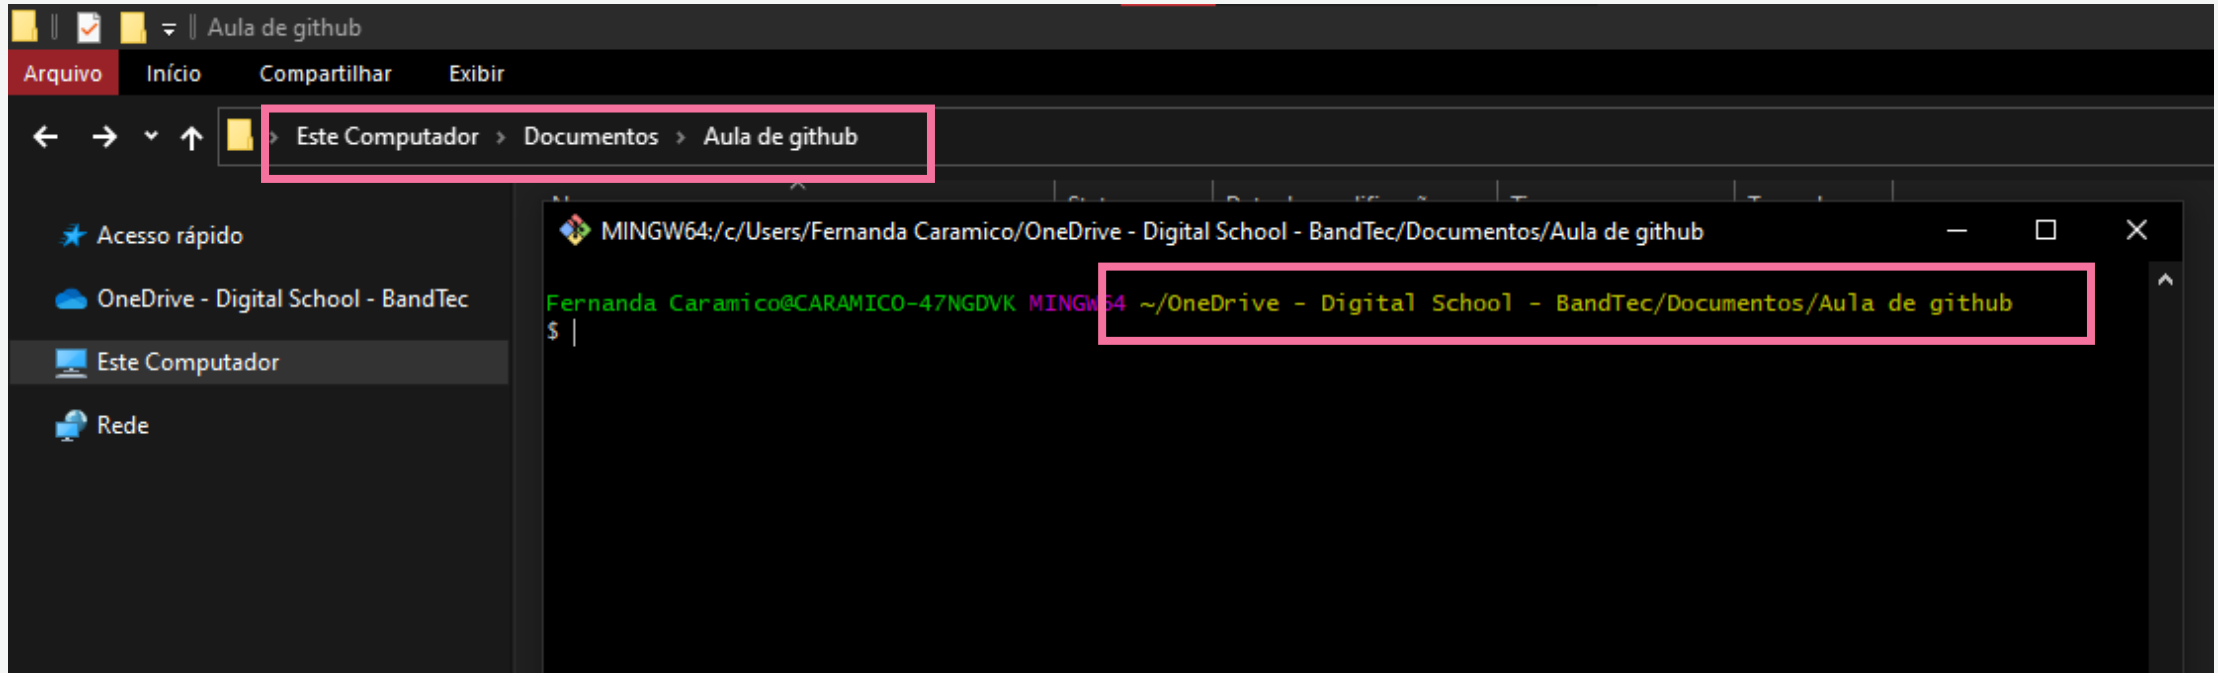 Aula de github
Arquivo Início Compartilhar Exibir
Este Computador > Documentos > Aula de github
Acesso rápido
OneDrive - Digital School - BandTec
Este Computador
Rede
MINGW64:/c/Users/Fernanda Caramico/OneDrive - Digital School - BandTec/Documentos/Aula de github
Fernanda Caramico@CARAMICO-47NGDVK MINGW64 ~/OneDrive - Digital School - BandTec/Documentos/Aula de github
$